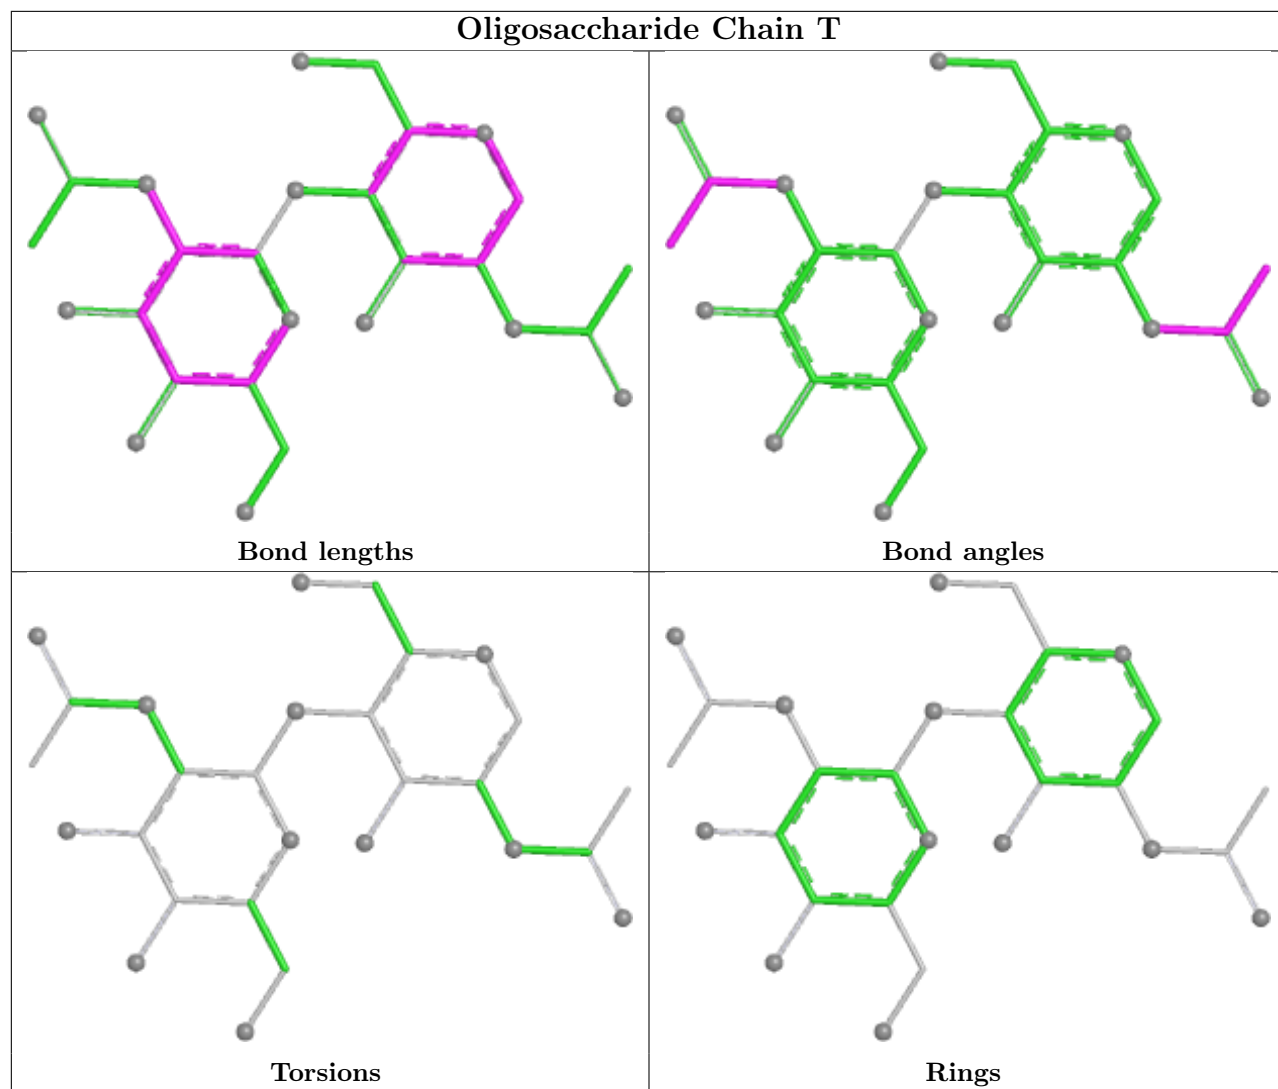 Oligosaccharide Chain T
Bond lengths
Bond angles
Torsions
Rings